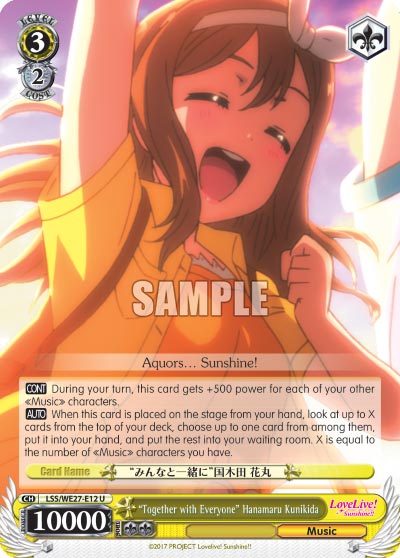 LEVEL
3
2
COST
SAMPLE
Aquors... Sunshine!
CONT During your turn, this card gets +500 power for each of your other
«Music» characters.
AUTO When this card is placed on the stage from your hand, look at up to X
cards from the top of your deck, choose up to one card from among them,
put it into your hand, and put the rest into your waiting room. X is equal to
the number of «Music» characters you have.
Card Name
“みんなと一緒に”国木田 花丸
CH LSS/WE27-E12 U
“Together with Everyone” Hanamaru Kunikida
LoveLive!
Sunshine!!
10000
SOUL
Music
©2017 PROJECT Lovelive! Sunshine!!